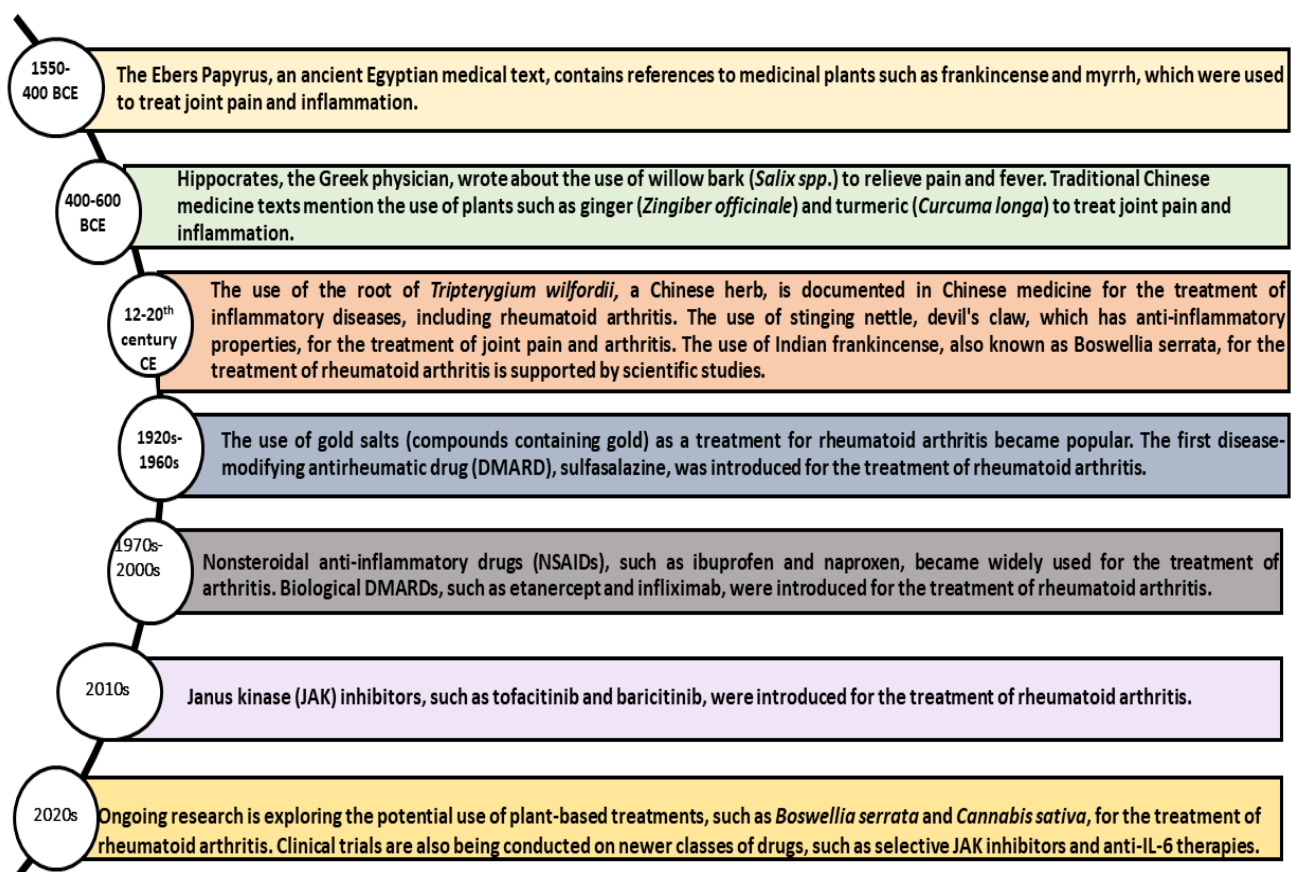 1550-
400 BCE
The Ebers Papyrus, an ancient Egyptian medical text, contains references to medicinal plants such as frankincense and myrrh, which were used
to treat joint pain and inflammation.
400-600
BCE
Hippocrates, the Greek physician, wrote about the use of willow bark (Salix spp.) to relieve pain and fever. Traditional Chinese
medicine texts mention the use of plants such as ginger (Zingiber officinale) and turmeric (Curcuma longa) to treat joint pain and
inflammation.
12-20th
century
CE
The use of the root of Tripterygium wilfordii, a Chinese herb, is documented in Chinese medicine for the treatment of
inflammatory diseases, including rheumatoid arthritis. The use of stinging nettle, devil's claw, which has anti-inflammatory
properties, for the treatment of joint pain and arthritis. The use of Indian frankincense, also known as Boswellia serrata, for the
treatment of rheumatoid arthritis is supported by scientific studies.
1920s-
1960s
The use of gold salts (compounds containing gold) as a treatment for rheumatoid arthritis became popular. The first disease-
modifying antirheumatic drug (DMARD), sulfasalazine, was introduced for the treatment of rheumatoid arthritis.
1970s-
2000s
Nonsteroidal anti-inflammatory drugs (NSAIDs), such as ibuprofen and naproxen, became widely used for the treatment of
arthritis. Biological DMARDs, such as etanercept and infliximab, were introduced for the treatment of rheumatoid arthritis.
2010s
Janus kinase (JAK) inhibitors, such as tofacitinib and baricitinib, were introduced for the treatment of rheumatoid arthritis.
2020s
Ongoing research is exploring the potential use of plant-based treatments, such as Boswellia serrata and Cannabis sativa, for the treatment of
rheumatoid arthritis. Clinical trials are also being conducted on newer classes of drugs, such as selective JAK inhibitors and anti-IL-6 therapies.